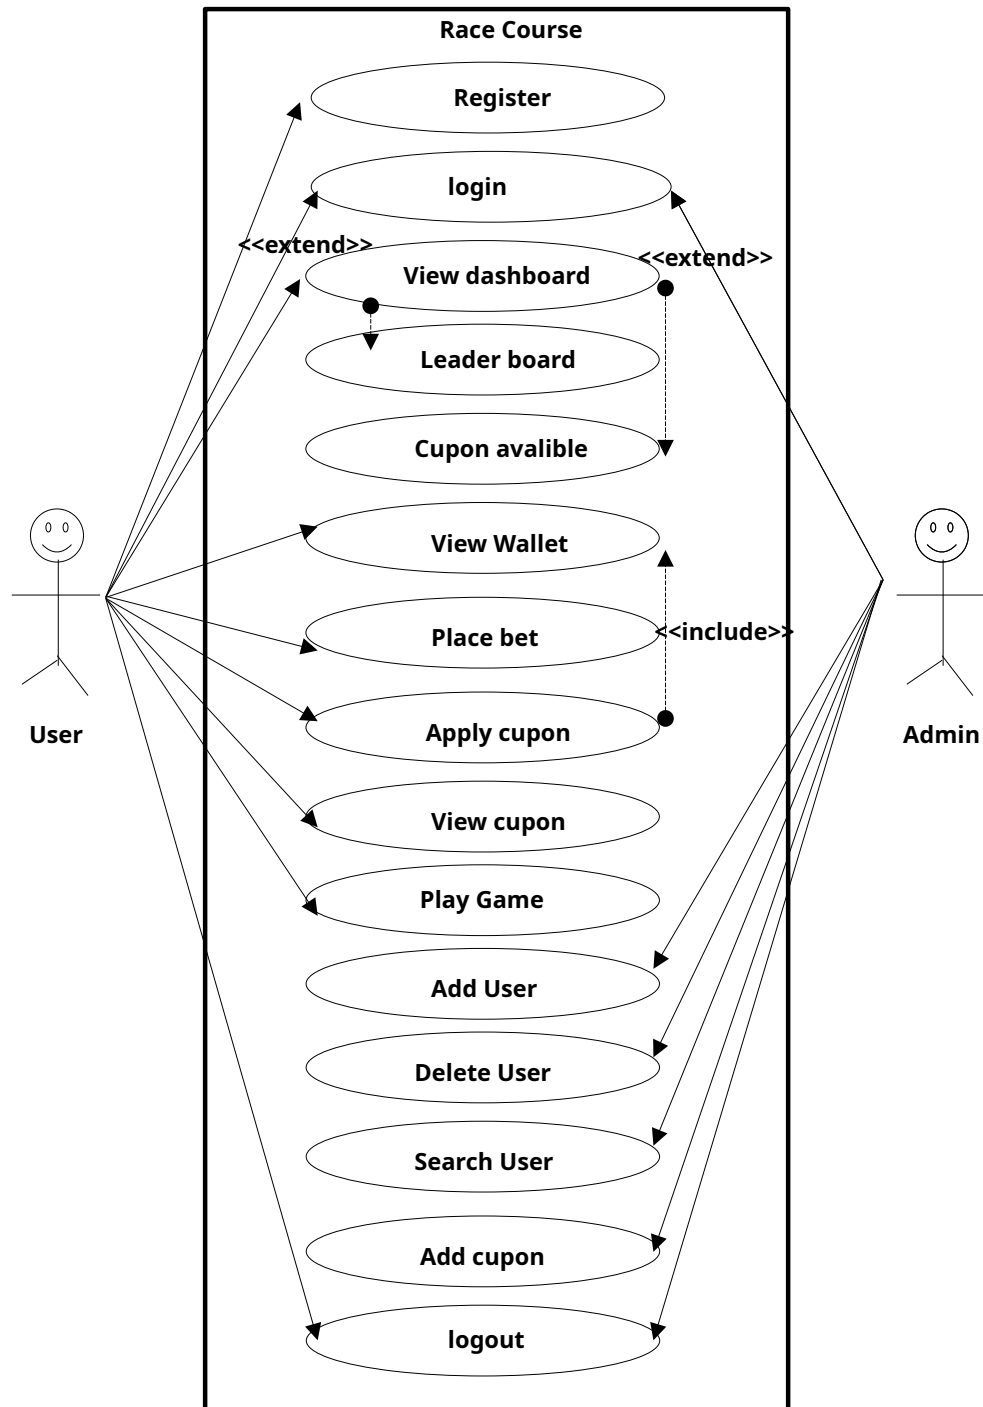 Race Course
Register
login
<<extend>>
<<extend>>
View dashboard
Leader board
Cupon avalible
View Wallet
Place bet
<<include>>
User
Apply cupon
Admin
View cupon
Play Game
Add User
Delete User
Search User
Add cupon
logout